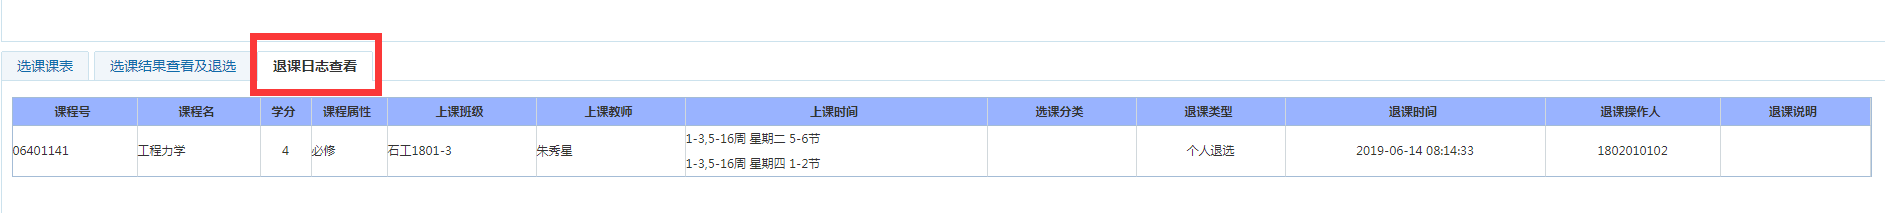 选课课表 选课结果查看及退选 退课日志查看
课程号 课程名 学分 课程属性 上课班级 上课教师 上课时间 选课分类 退课类型 退课时间 退课操作人 退课说明
06401141 工程力学 4 必修 石工1801-3 朱秀星 1-3,5-16周 星期二 5-6节 个人退选 2019-06-14 08:14:33 1802010102
1-3,5-16周 星期四 1-2节